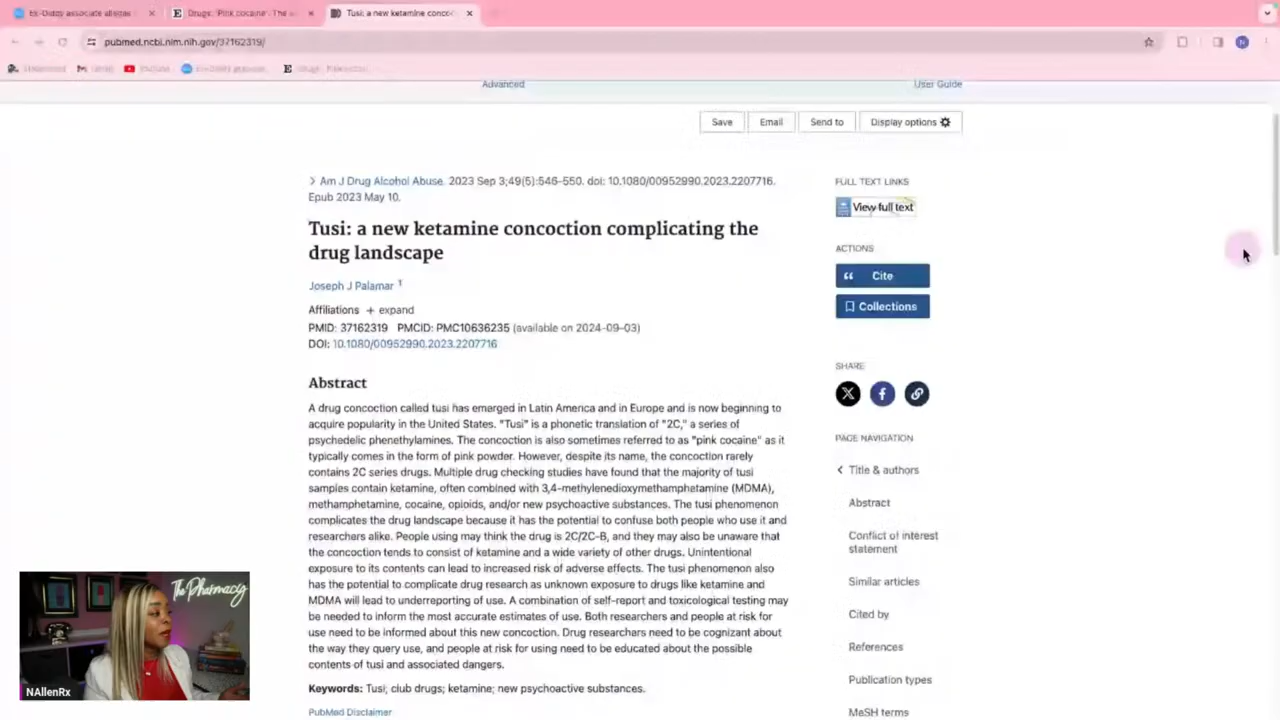 Ex-Diddy associate alleges
Drugs: 'Pink cocaine'. The
Tusi: a new ketamine concoc
pubmed.ncbi.nlm.nih.gov/37162319/
N
YouTube
Advanced
User Guide
Save
Email
Send to
Display options
Am J Drug Alcohol Abuse. 2023 Sep 3;49(5):546-550. doi: 10.1080/00952990.2023.2207716.
Epub 2023 May 10.
Tusi: a new ketamine concoction complicating the
drug landscape
Joseph J Palamar 1
Affiliations + expand
PMID: 37162319 PMCID: PMC10636235 (available on 2024-09-03)
DOI: 10.1080/00952990.2023.2207716
Abstract
A drug concoction called tusi has emerged in Latin America and in Europe and is now beginning to
acquire popularity in the United States. "Tusi" is a phonetic translation of "2C," a series of
psychedelic phenethylamines. The concoction is also sometimes referred to as "pink cocaine" as it
typically comes in the form of pink powder. However, despite its name, the concoction rarely
contains 2C series drugs. Multiple drug checking studies have found that the majority of tusi
samples contain ketamine, often combined with 3,4-methylenedioxymethamphetamine (MDMA),
methamphetamine, cocaine, opioids, and/or new psychoactive substances. The tusi phenomenon
complicates the drug landscape because it has the potential to confuse both people who use it and
researchers alike. People using may think the drug is 2C/2C-B, and they may also be unaware that
the concoction tends to consist of ketamine and a wide variety of other drugs. Unintentional
exposure to its contents can lead to increased risk of adverse effects. The tusi phenomenon also
has the potential to complicate drug research as unknown exposure to drugs like ketamine and
MDMA will lead to underreporting of use. A combination of self-report and toxicological testing may
be needed to inform the most accurate estimates of use. Both researchers and people at risk for
use need to be informed about this new concoction. Drug researchers need to be cognizant about
the way they query use, and people at risk for using need to be educated about the possible
contents of tusi and associated dangers.
Keywords: Tusi; club drugs; ketamine; new psychoactive substances.
PubMed Disclaimer
FULL TEXT LINKS
View full text
ACTIONS
Cite
Collections
SHARE
PAGE NAVIGATION
Title & authors
Abstract
Conflict of interest
statement
Similar articles
Cited by
References
Publication types
MeSH terms
The Pharmacy
NAllenRx